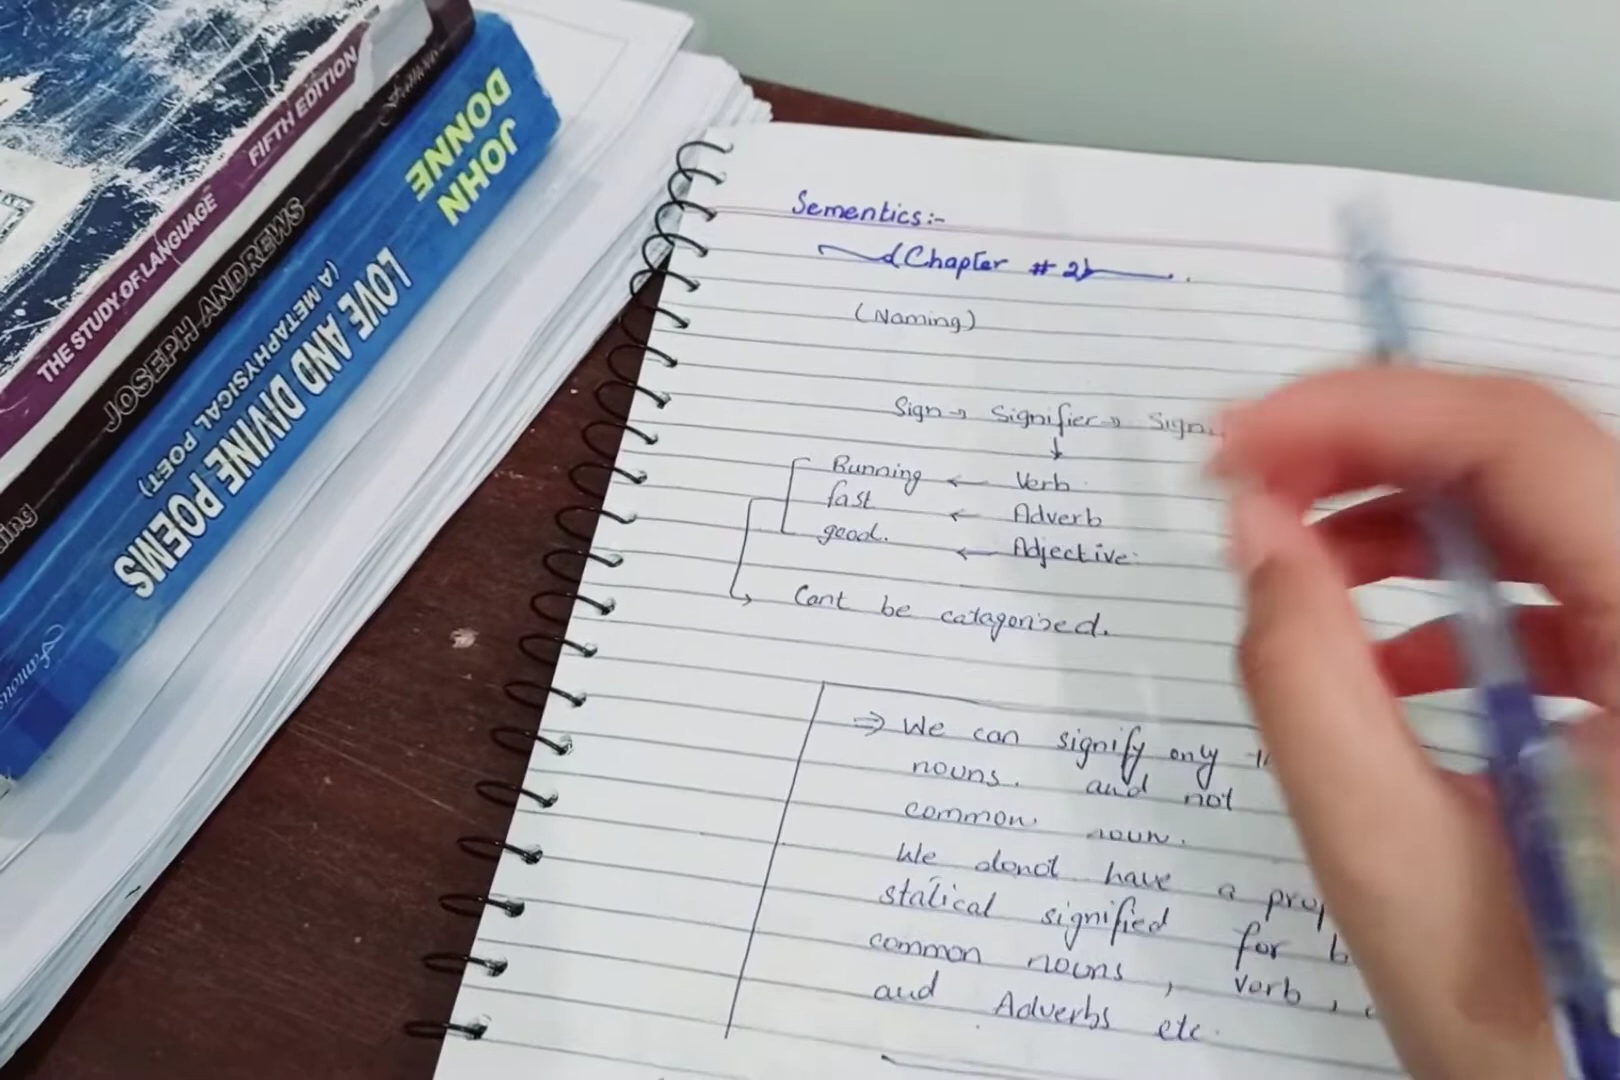 THE STUDY OF LANGUAGE FIFTH EDITION
JOSEPH ANDREWS
JOHN
DONNE
LOVE AND DIVINE POEMS
(A METAPHYSICAL POET)
Sementics:-
(Chapter # 2)
(Naming)
Sign → Signifier →
↓
Running ← Verb
fast ← Adverb
good. ← Adjective
Cant be catagorised.
⇒ We can signify only
nouns. and not
common noun.
We donot have a
statical signified for
common nouns, Verb,
and Adverbs etc.